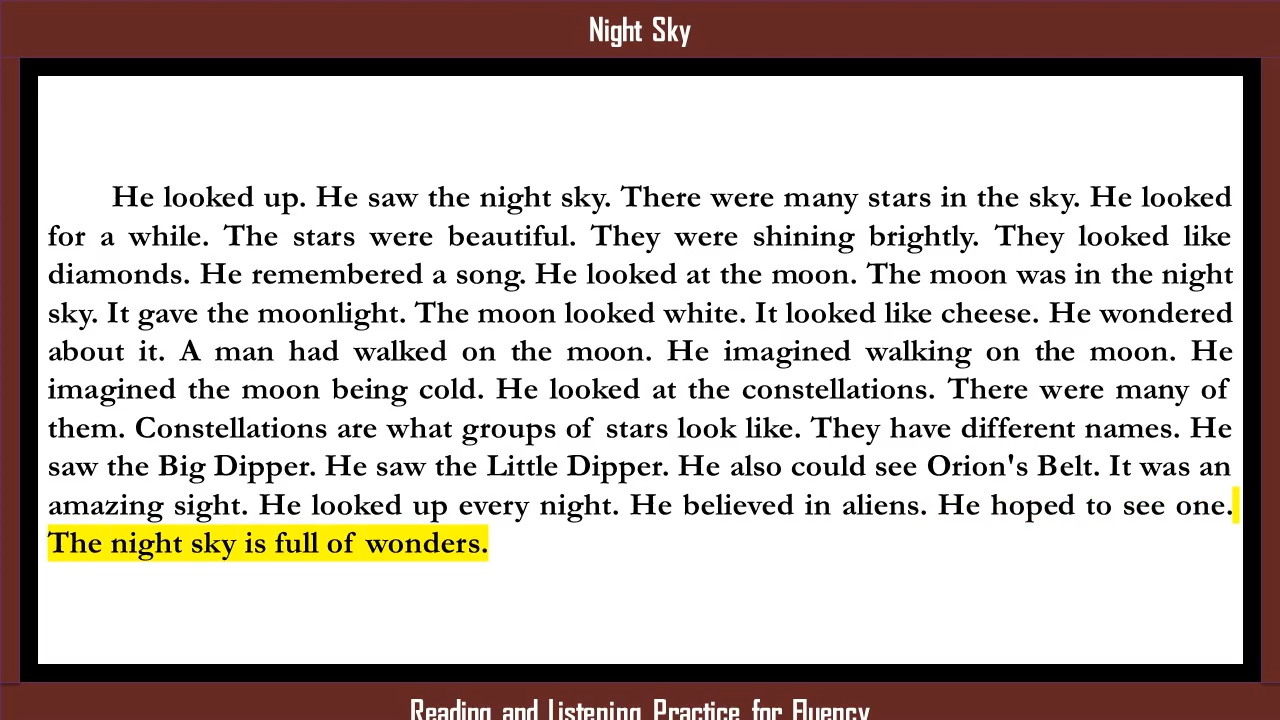 Night Sky
He looked up. He saw the night sky. There were many stars in the sky. He looked
for a while. The stars were beautiful. They were shining brightly. They looked like
diamonds. He remembered a song. He looked at the moon. The moon was in the night
sky. It gave the moonlight. The moon looked white. It looked like cheese. He wondered
about it. A man had walked on the moon. He imagined walking on the moon. He
imagined the moon being cold. He looked at the constellations. There were many of
them. Constellations are what groups of stars look like. They have different names. He
saw the Big Dipper. He saw the Little Dipper. He also could see Orion's Belt. It was an
amazing sight. He looked up every night. He believed in aliens. He hoped to see one.
The night sky is full of wonders.
Reading and Listening Practice for Fluency